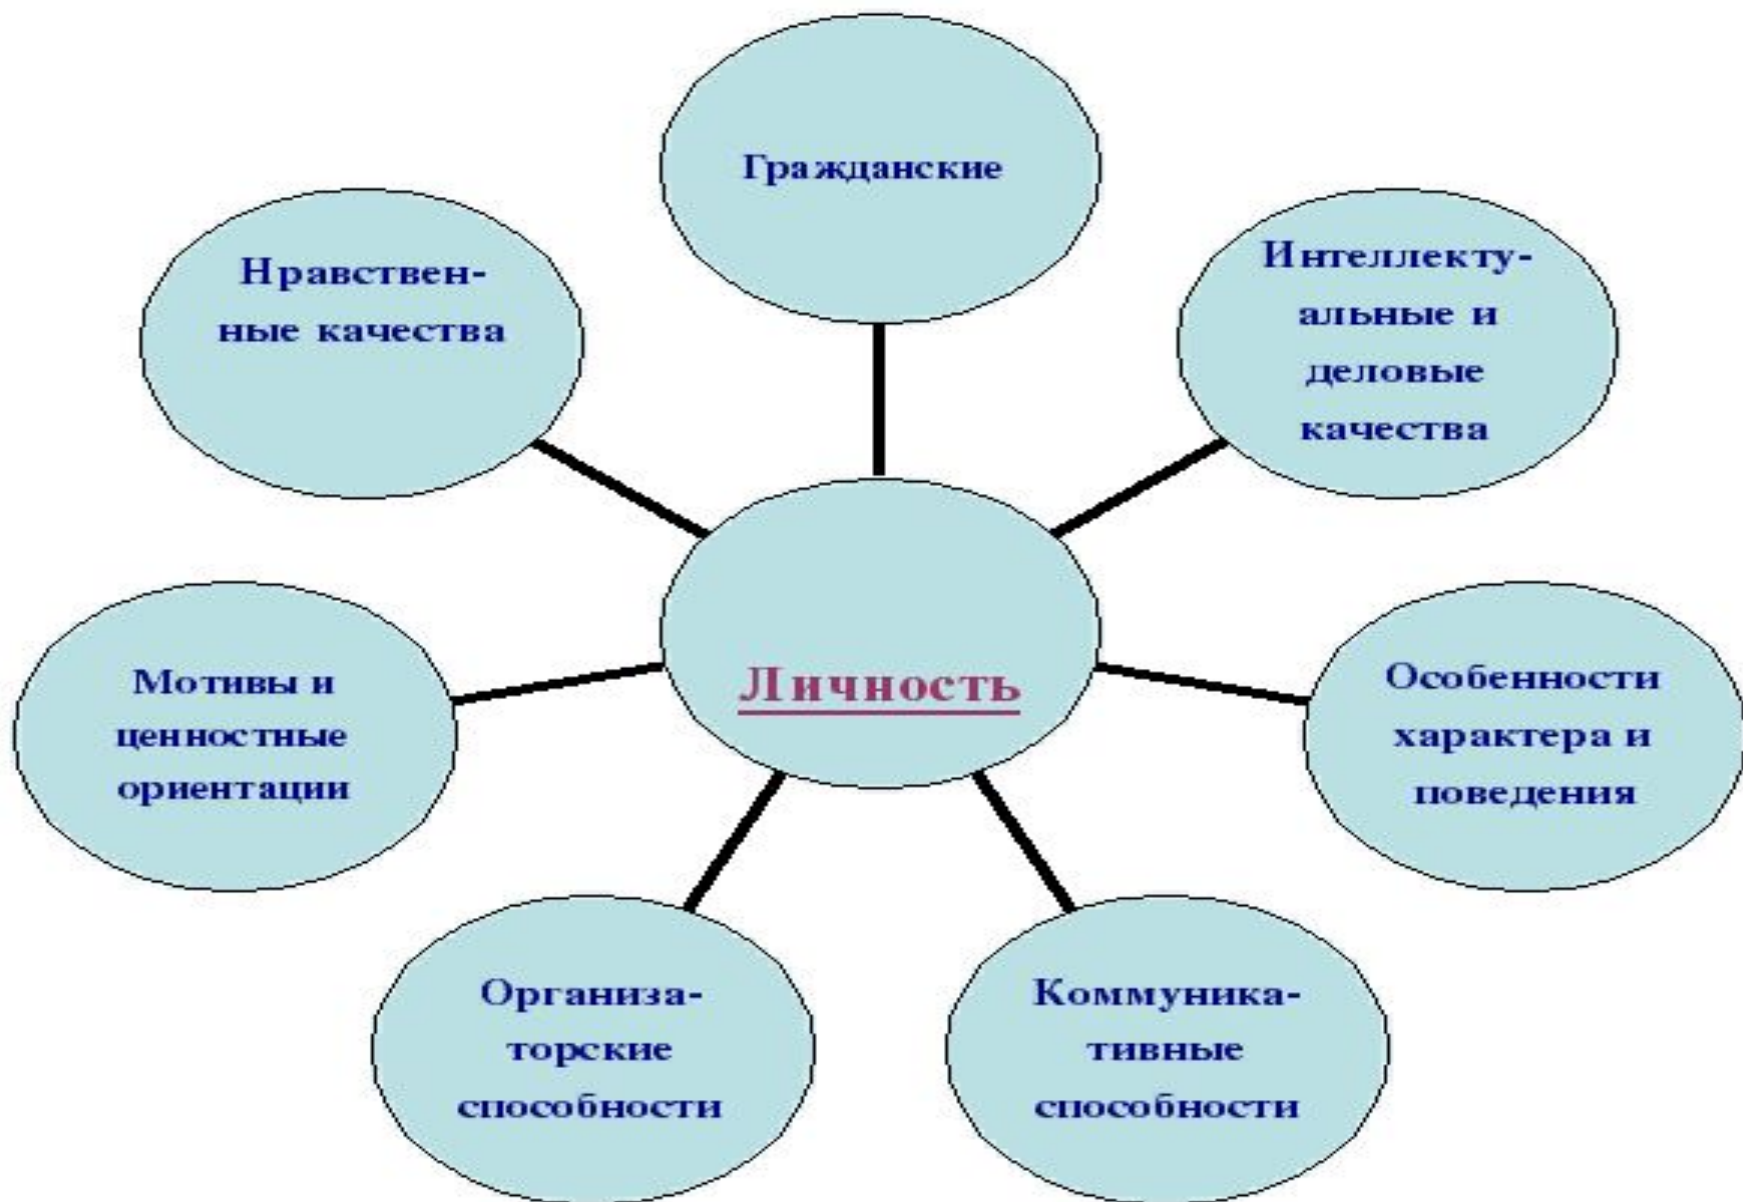 Гражданские
Нравствен-
ные качества
Интеллекту-
альные и
деловые
качества
Личность
Мотивы и
ценностные
ориентации
Особенности
характера и
поведения
Организа-
торские
способности
Коммуника-
тивные
способности